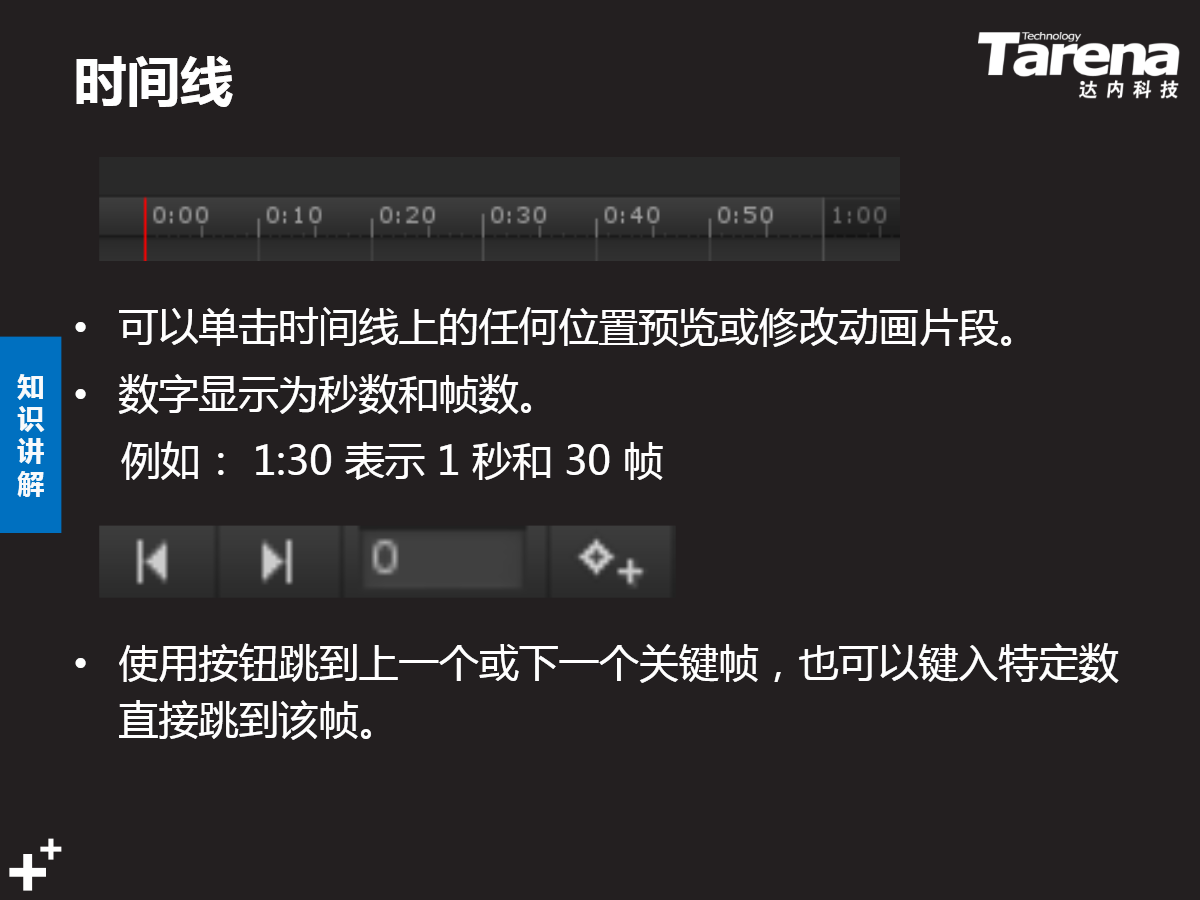 时间线
Technology
Tarena
达内科技
0:00 0:10 0:20 0:30 0:40 0:50 1:00
• 可以单击时间线上的任何位置预览或修改动画片段。
• 数字显示为秒数和帧数。
例如： 1:30 表示 1 秒和 30 帧
知识讲解
0
• 使用按钮跳到上一个或下一个关键帧，也可以键入特定数
直接跳到该帧。